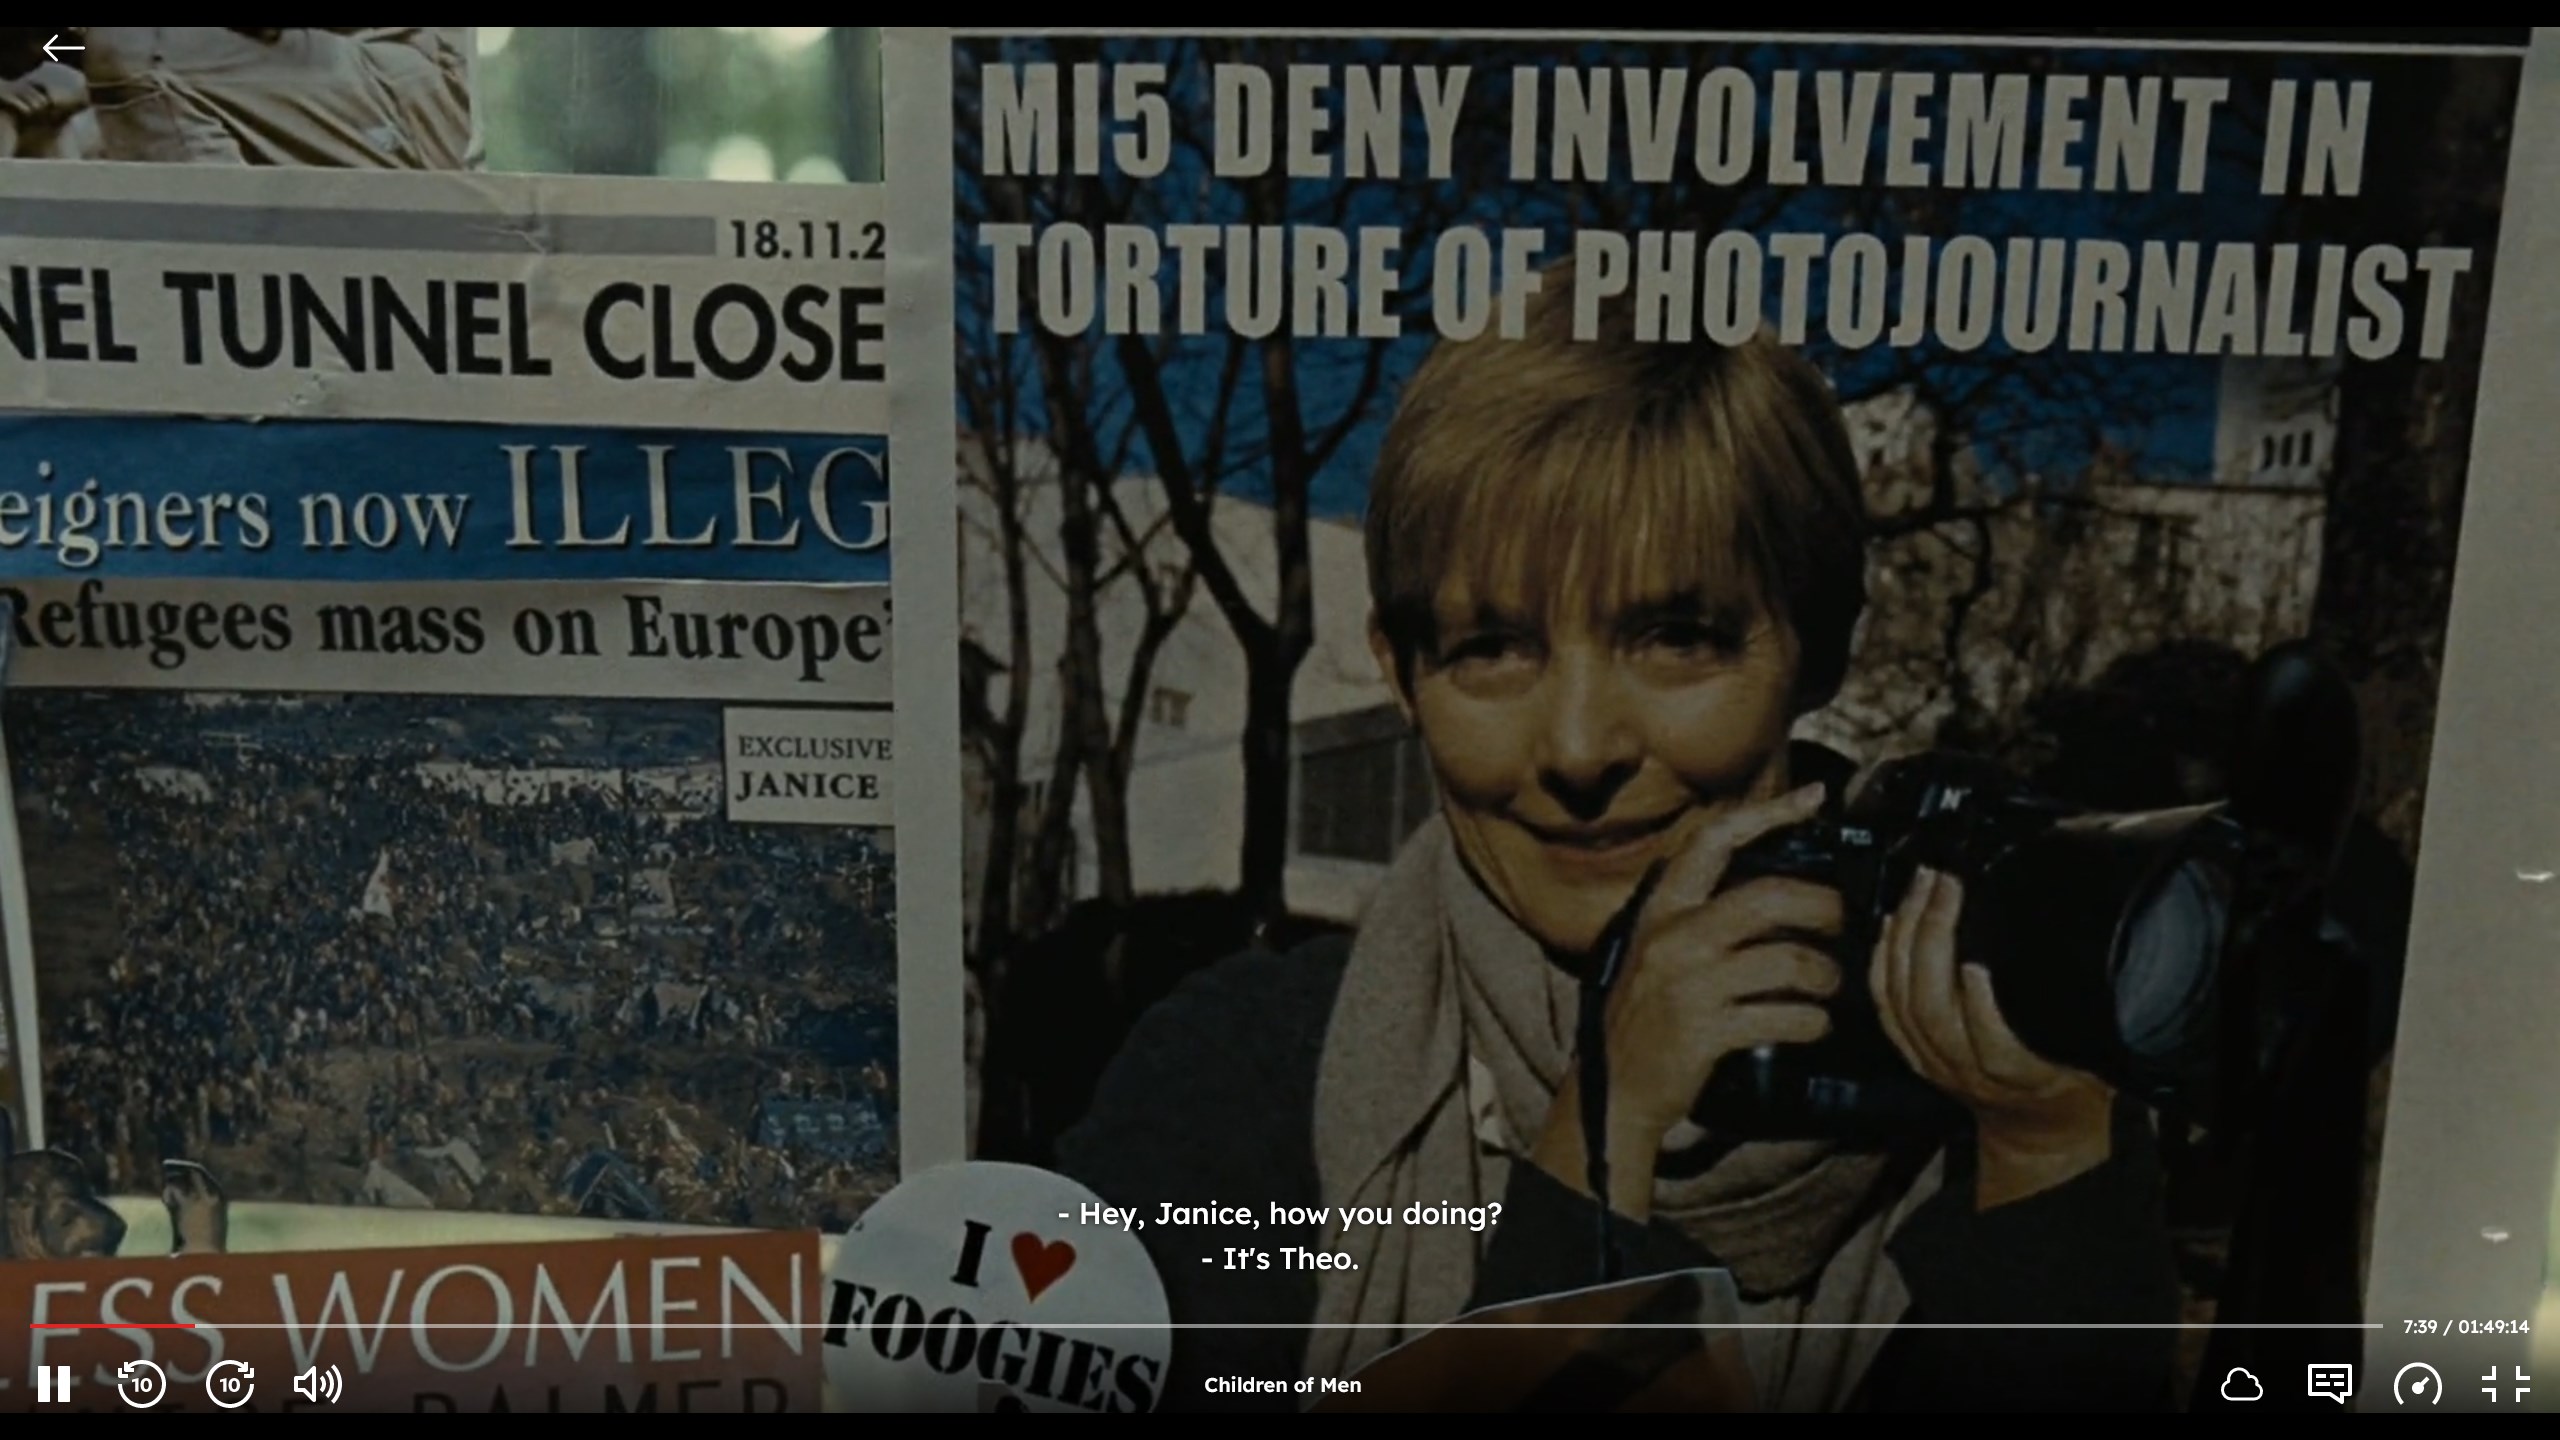 MI5 DENY INVOLVEMENT IN
TORTURE OF PHOTOJOURNALIST
18.11.2
NEL TUNNEL CLOSE
eigners now ILLEG
Refugees mass on Europe'
EXCLUSIVE
JANICE
ESS WOMEN
PALMER
I ♥
FOOGIES
N
- Hey, Janice, how you doing?
- It's Theo.
7:39 / 01:49:14
10
10
Children of Men